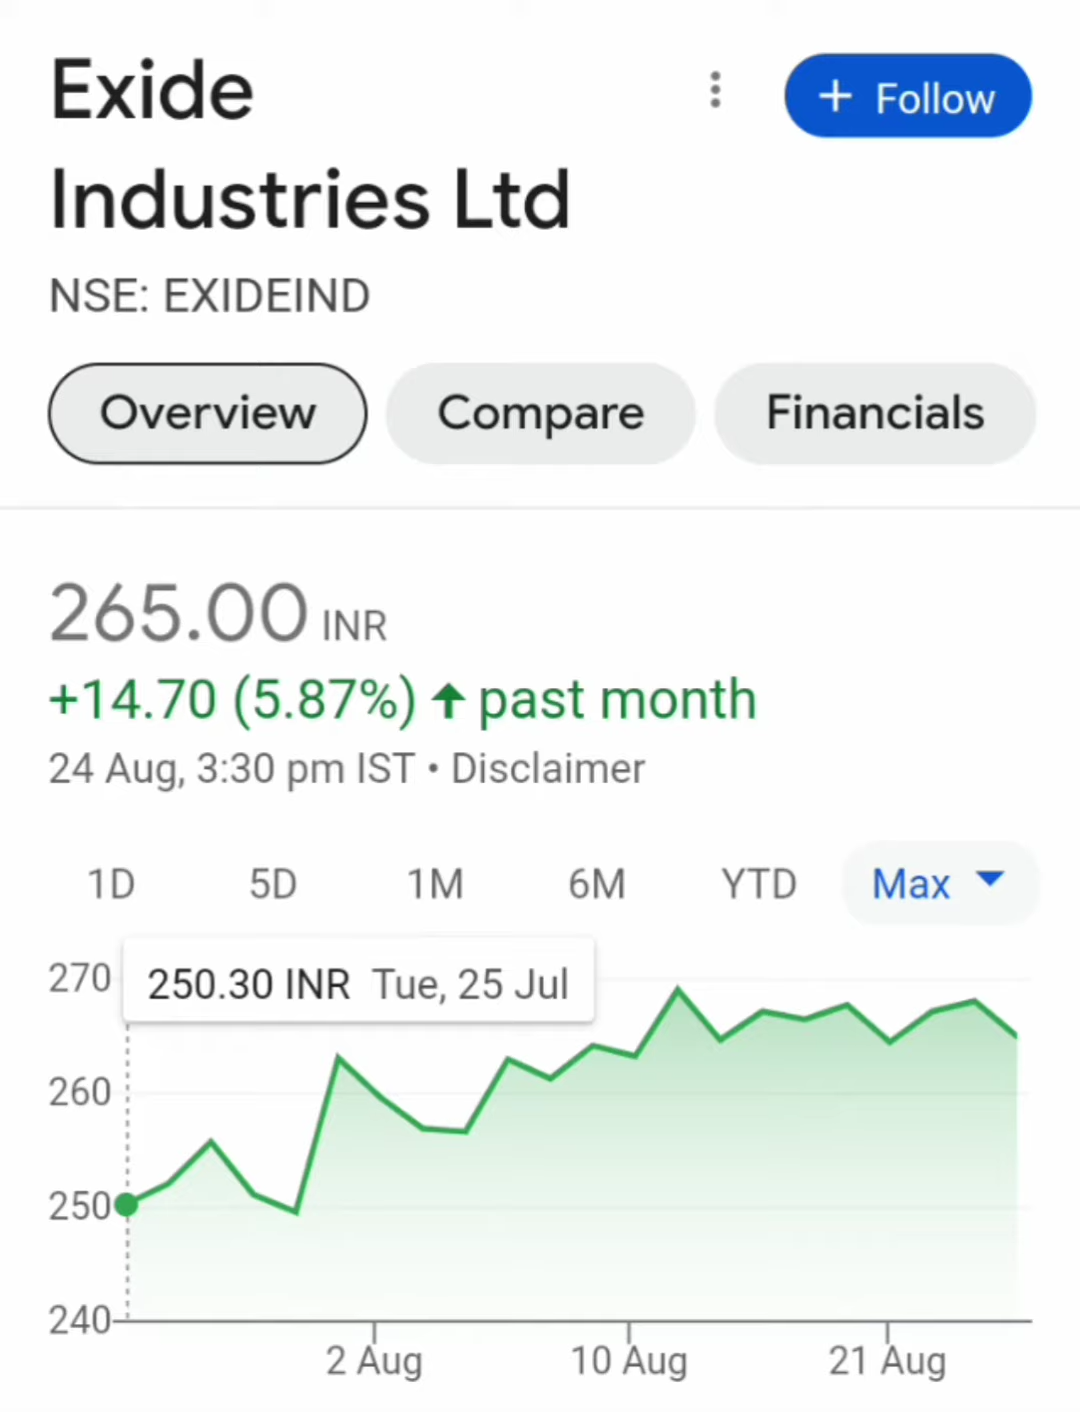 Exide
Industries Ltd
+ Follow
NSE: EXIDEIND
Overview Compare Financials
265.00 INR
+14.70 (5.87%) ↑ past month
24 Aug, 3:30 pm IST • Disclaimer
1D 5D 1M 6M YTD Max
250.30 INR Tue, 25 Jul
270
260
250
240
2 Aug 10 Aug 21 Aug